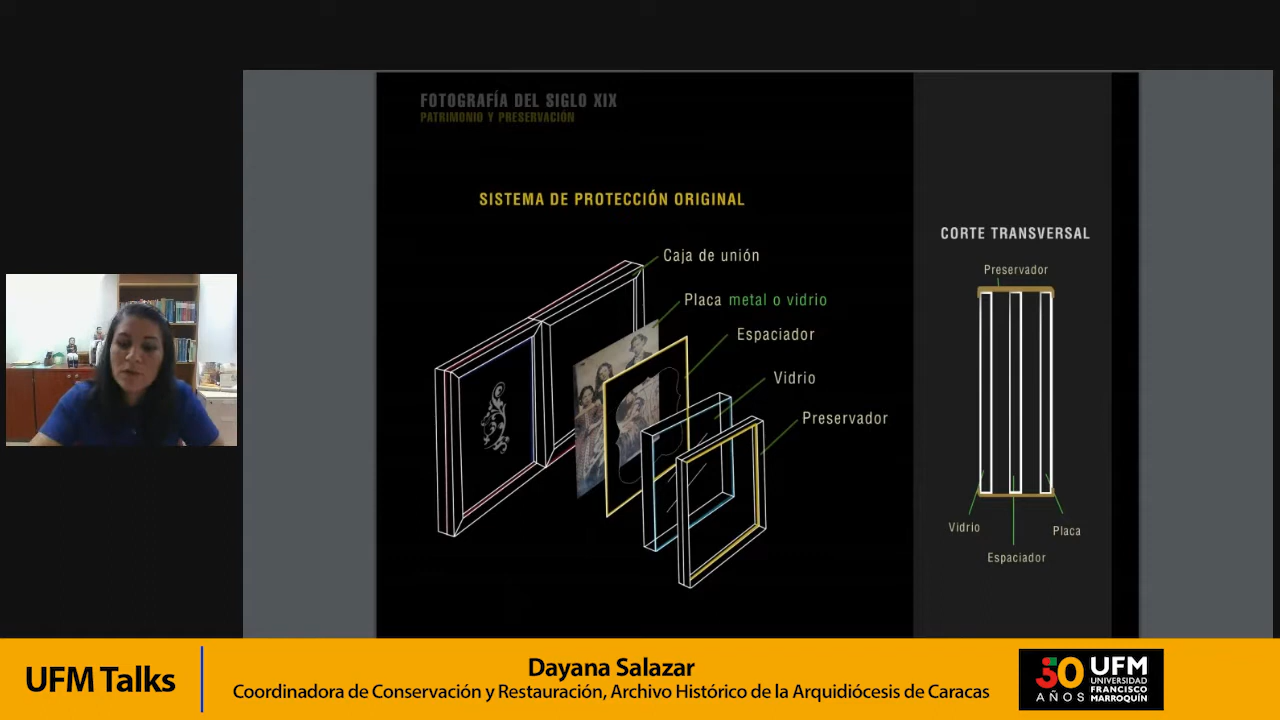 FOTOGRAFÍA DEL SIGLO XIX
PATRIMONIO Y PRESERVACIÓN
SISTEMA DE PROTECCIÓN ORIGINAL
Caja de unión
Placa metal o vidrio
Espaciador
Vidrio
Preservador
CORTE TRANSVERSAL
Preservador
Vidrio
Placa
Espaciador
UFM Talks
Dayana Salazar
Coordinadora de Conservación y Restauración, Archivo Histórico de la Arquidiócesis de Caracas
50
AÑOS
UFM
UNIVERSIDAD
FRANCISCO
MARROQUÍN